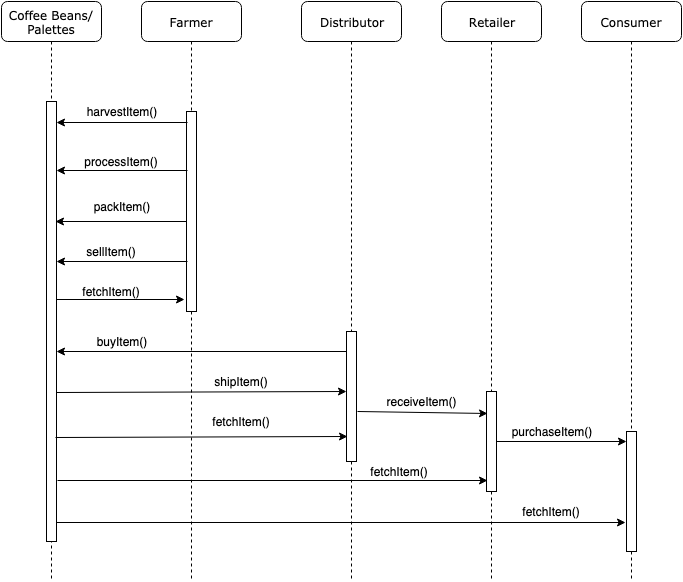 Coffee Beans/
Palettes
Farmer
Distributor
Retailer
Consumer
harvestItem()
processItem()
packItem()
sellItem()
fetchItem()
buyItem()
shipItem()
receiveItem()
fetchItem()
purchaseItem()
fetchItem()
fetchItem()